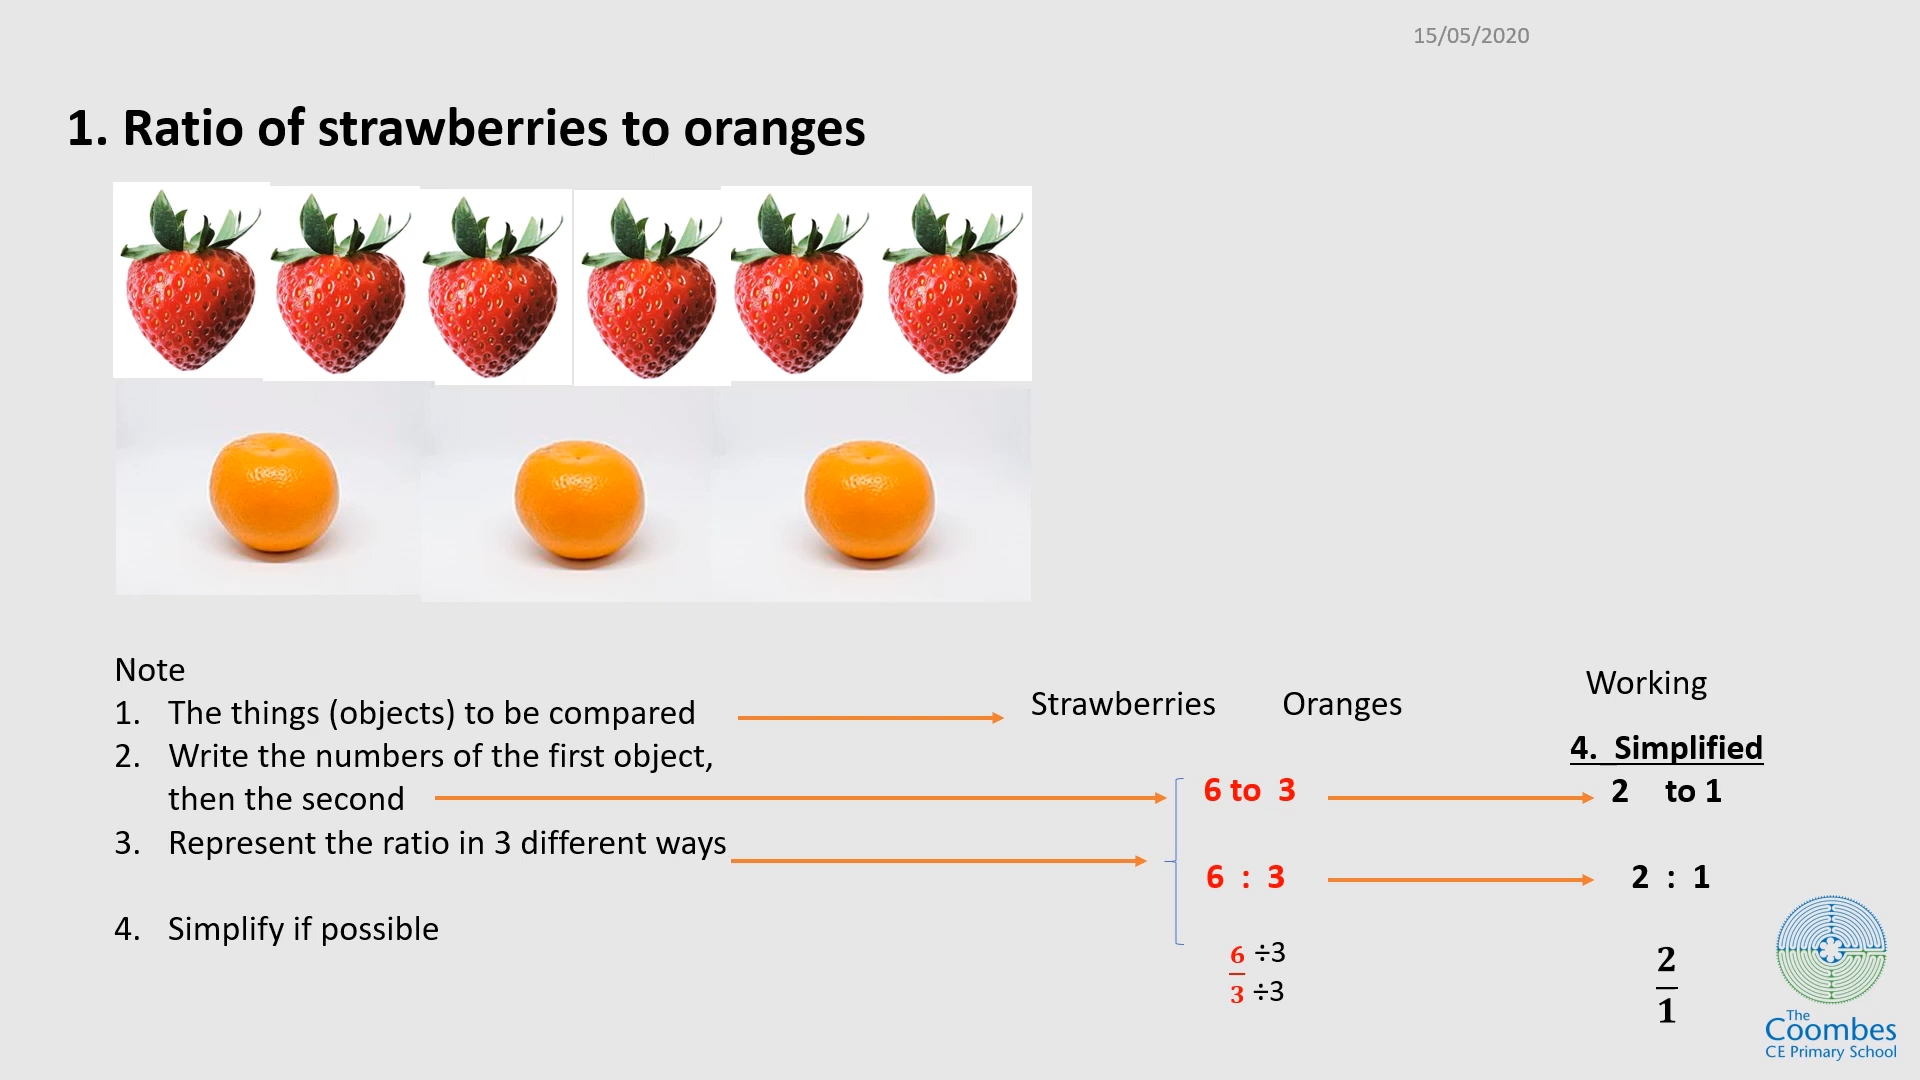 15/05/2020
1. Ratio of strawberries to oranges
Note
1. The things (objects) to be compared
2. Write the numbers of the first object,
then the second
3. Represent the ratio in 3 different ways
4. Simplify if possible
Strawberries Oranges
6 to 3
6 : 3
6 ÷3
3 ÷3
Working
4. Simplified
2 to 1
2 : 1
2
1
The
Coombes
CE Primary School